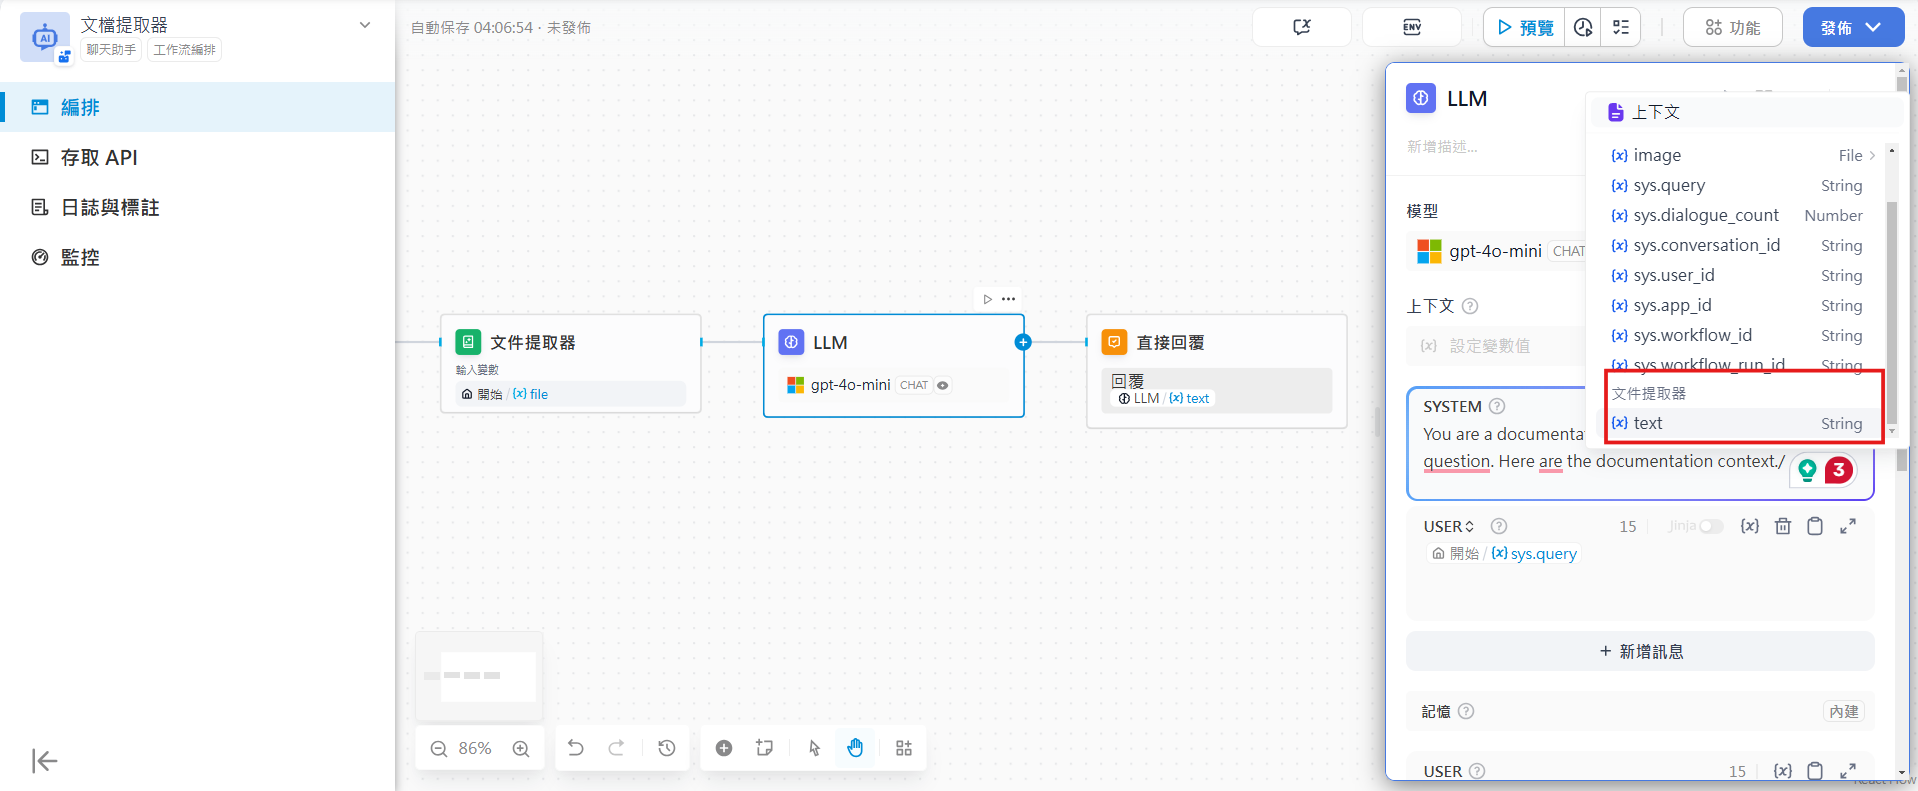 文檔提取器
聊天助手 工作流編排
編排
存取 API
日誌與標註
監控
自動保存 04:06:54 · 未發佈
ENV
預覽
功能
發佈
文件提取器
輸入變數
開始 / {x} file
LLM
gpt-4o-mini CHAT
直接回覆
回覆
LLM / {x} text
86%
LLM
新增描述...
模型
gpt-4o-mini CHAT
上下文
{x} 設定變數值
上下文
{x} image File
{x} sys.query String
{x} sys.dialogue_count Number
{x} sys.conversation_id String
{x} sys.user_id String
{x} sys.app_id String
{x} sys.workflow_id String
{x} sys.workflow_run_id String
文件提取器
{x} text String
SYSTEM
You are a documenta
question. Here are the documentation context./
3
USER 15 Jinja {x}
開始 / {x} sys.query
+ 新增訊息
記憶 內建
USER 15 {x}
React Flow